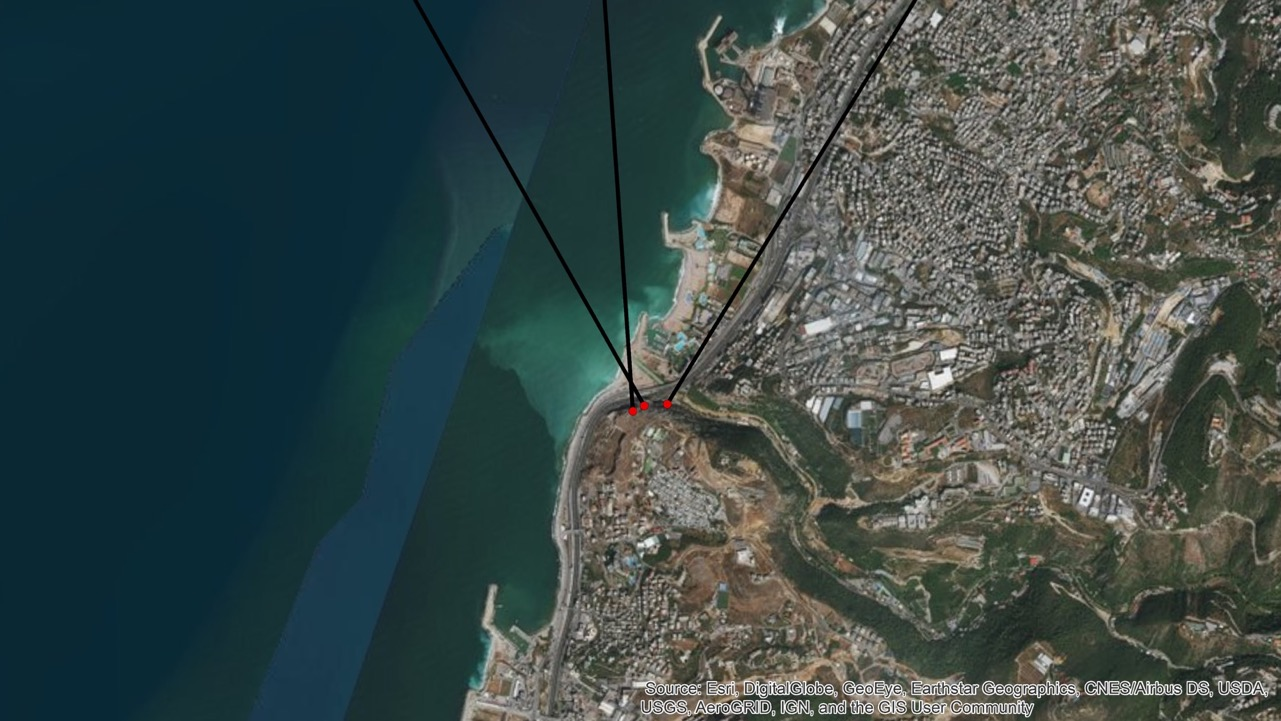 Source: Esri, DigitalGlobe, GeoEye, Earthstar Geographics, CNES/Airbus DS, USDA,
USGS, AeroGRID, IGN, and the GIS User Community